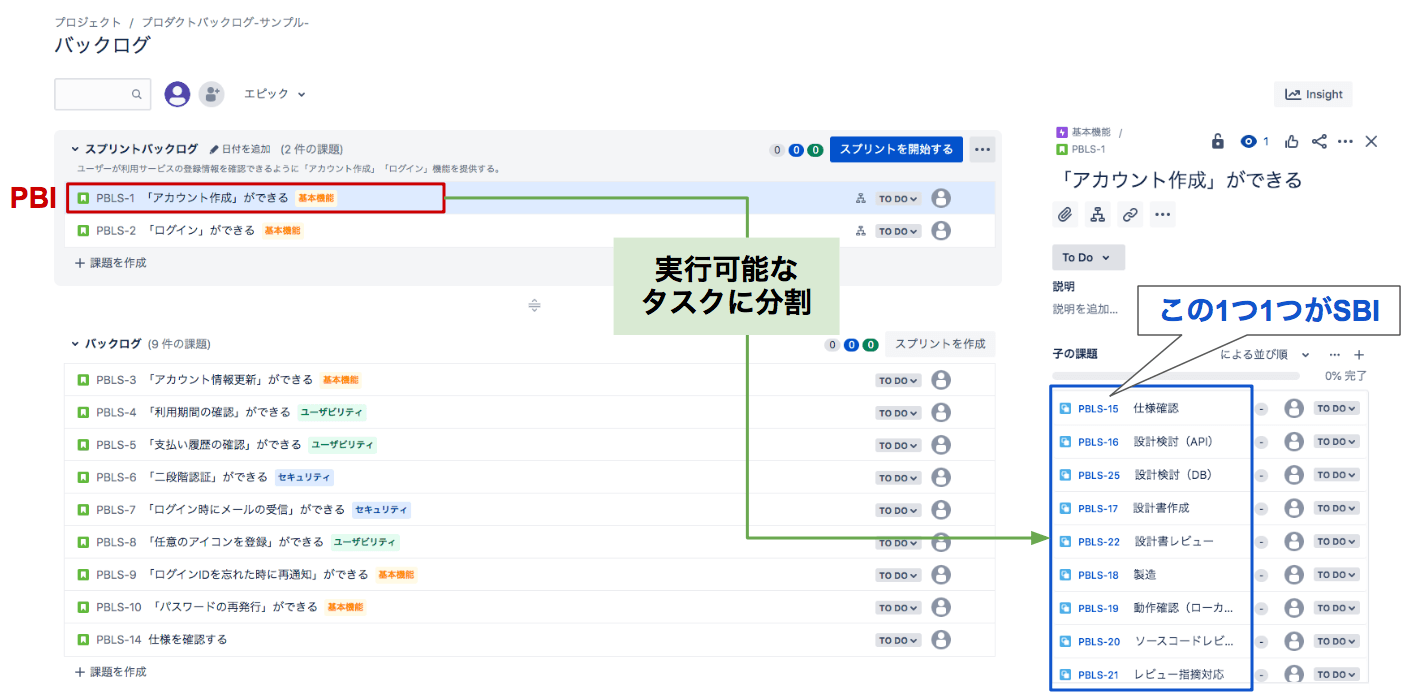 プロジェクト / プロダクトバックログ-サンプル-
バックログ
エピック
Insight
スプリントバックログ 日付を追加 (2 件の課題)
0 0 0 スプリントを開始する
ユーザーが利用サービスの登録情報を確認できるように「アカウント作成」「ログイン」機能を提供する。
PBI
PBLS-1 「アカウント作成」ができる 基本機能 TO DO
PBLS-2 「ログイン」ができる 基本機能 TO DO
+ 課題を作成
実行可能な
タスクに分割
バックログ (9 件の課題)
0 0 0 スプリントを作成
PBLS-3 「アカウント情報更新」ができる 基本機能 TO DO
PBLS-4 「利用期間の確認」ができる ユーザビリティ TO DO
PBLS-5 「支払い履歴の確認」ができる ユーザビリティ TO DO
PBLS-6 「二段階認証」ができる セキュリティ TO DO
PBLS-7 「ログイン時にメールの受信」ができる セキュリティ TO DO
PBLS-8 「任意のアイコンを登録」ができる ユーザビリティ TO DO
PBLS-9 「ログインIDを忘れた時に再通知」ができる 基本機能 TO DO
PBLS-10 「パスワードの再発行」ができる 基本機能 TO DO
PBLS-14 仕様を確認する TO DO
+ 課題を作成
基本機能 /
PBLS-1
1
「アカウント作成」ができる
To Do
説明
説明を追加...
この1つ1つがSBI
子の課題 による並び順
0% 完了
PBLS-15 仕様確認 - TO DO
PBLS-16 設計検討（API） - TO DO
PBLS-25 設計検討（DB） - TO DO
PBLS-17 設計書作成 - TO DO
PBLS-22 設計書レビュー - TO DO
PBLS-18 製造 - TO DO
PBLS-19 動作確認（ローカ... - TO DO
PBLS-20 ソースコードレビ... - TO DO
PBLS-21 レビュー指摘対応 - TO DO